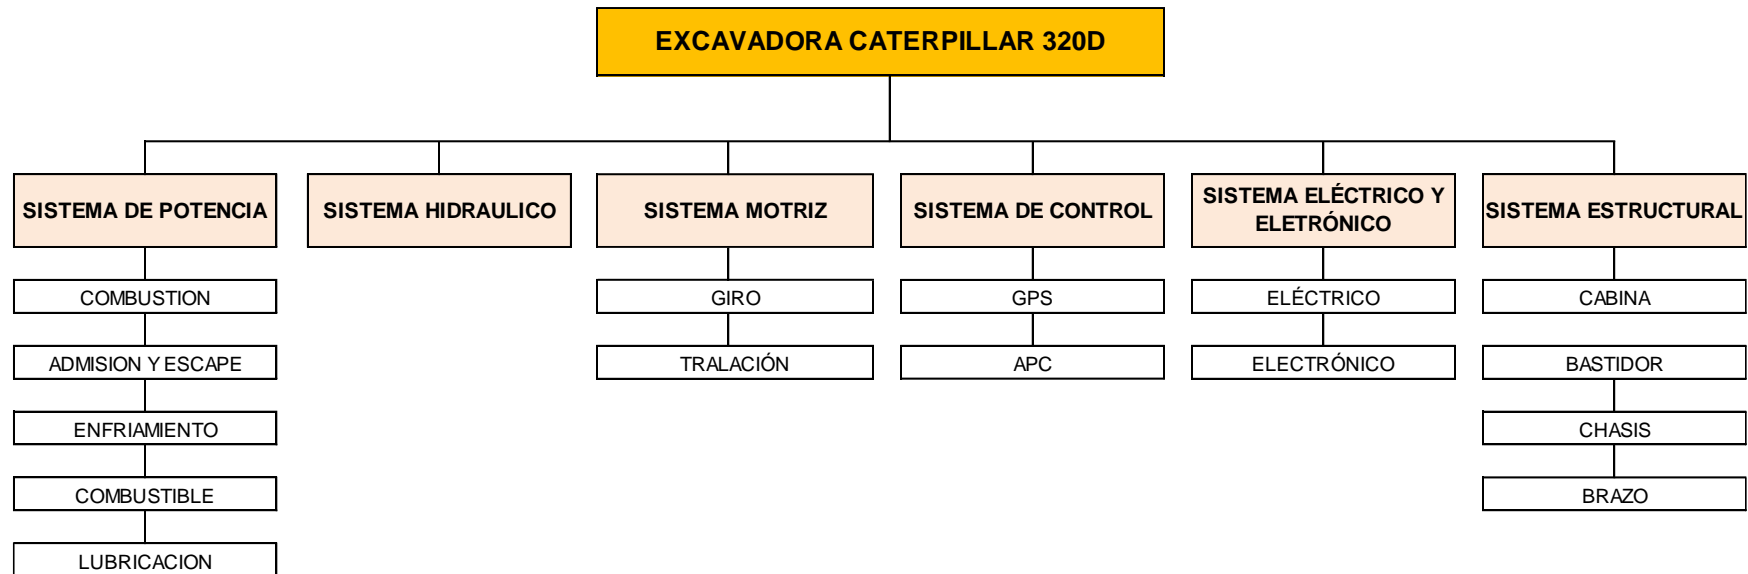 EXCAVADORA CATERPILLAR 320D
SISTEMA DE POTENCIA
SISTEMA HIDRAULICO
SISTEMA MOTRIZ
SISTEMA DE CONTROL
SISTEMA ELÉCTRICO Y
ELETRÓNICO
SISTEMA ESTRUCTURAL
COMBUSTION
GIRO
GPS
ELÉCTRICO
CABINA
ADMISION Y ESCAPE
TRALACIÓN
APC
ELECTRÓNICO
BASTIDOR
ENFRIAMIENTO
CHASIS
COMBUSTIBLE
BRAZO
LUBRICACION